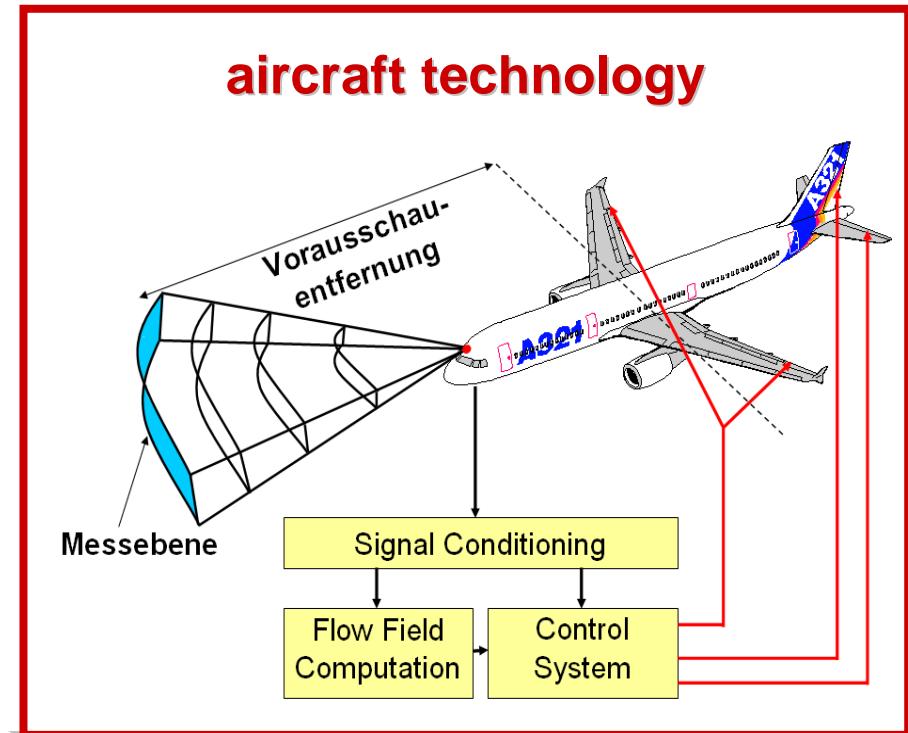 aircraft technology
Vorausschau-
entfernung
A321
A321
Messebene
Signal Conditioning
Flow Field
Computation
Control
System